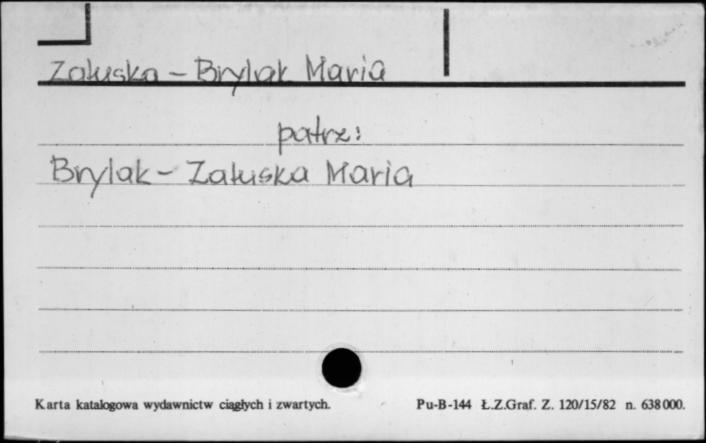 Załuska - Brylak Maria
patrz:
Brylak - Załuska Maria
Karta katalogowa wydawnictw ciągłych i zwartych. Pu-B-144 Ł.Z.Graf. Z. 120/15/82 n. 638000.